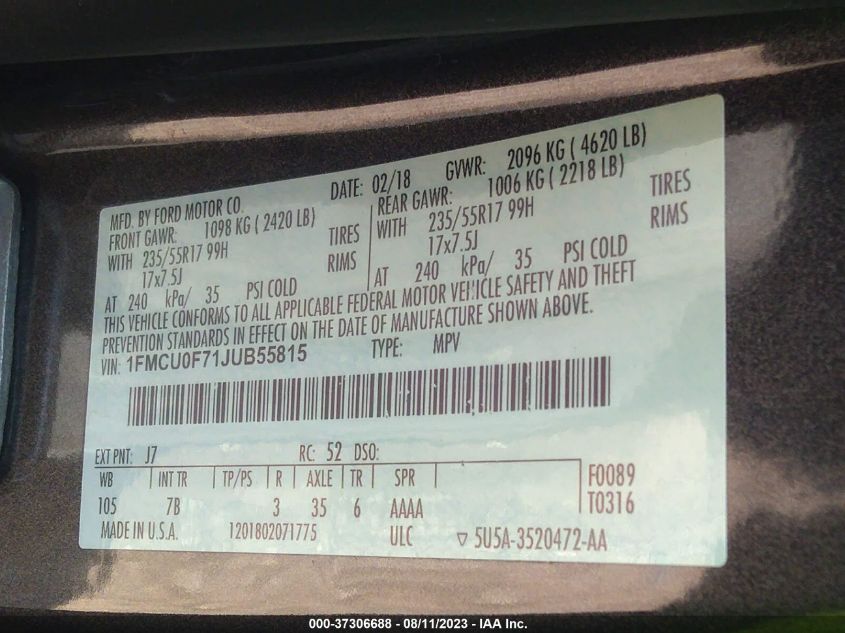 MFD. BY FORD MOTOR CO.
DATE: 02/18
GVWR: 2096 KG ( 4620 LB)
FRONT GAWR: 1098 KG ( 2420 LB)
REAR GAWR: 1006 KG ( 2218 LB)
WITH 235/55R17 99H TIRES
WITH 235/55R17 99H TIRES
17x7.5J RIMS
17x7.5J RIMS
AT 240 kPa/ 35 PSI COLD
AT 240 kPa/ 35 PSI COLD
THIS VEHICLE CONFORMS TO ALL APPLICABLE FEDERAL MOTOR VEHICLE SAFETY AND THEFT
PREVENTION STANDARDS IN EFFECT ON THE DATE OF MANUFACTURE SHOWN ABOVE.
VIN: 1FMCU0F71JUB55815 TYPE: MPV
EXT PNT: J7 RC: 52 DSO:
WB INT TR TP/PS R AXLE TR SPR F0089
105 7B 3 35 6 AAAA T0316
MADE IN U.S.A. 1201802071775 ULC ▽ 5U5A-3520472-AA
000-37306688 - 08/11/2023 - IAA Inc.